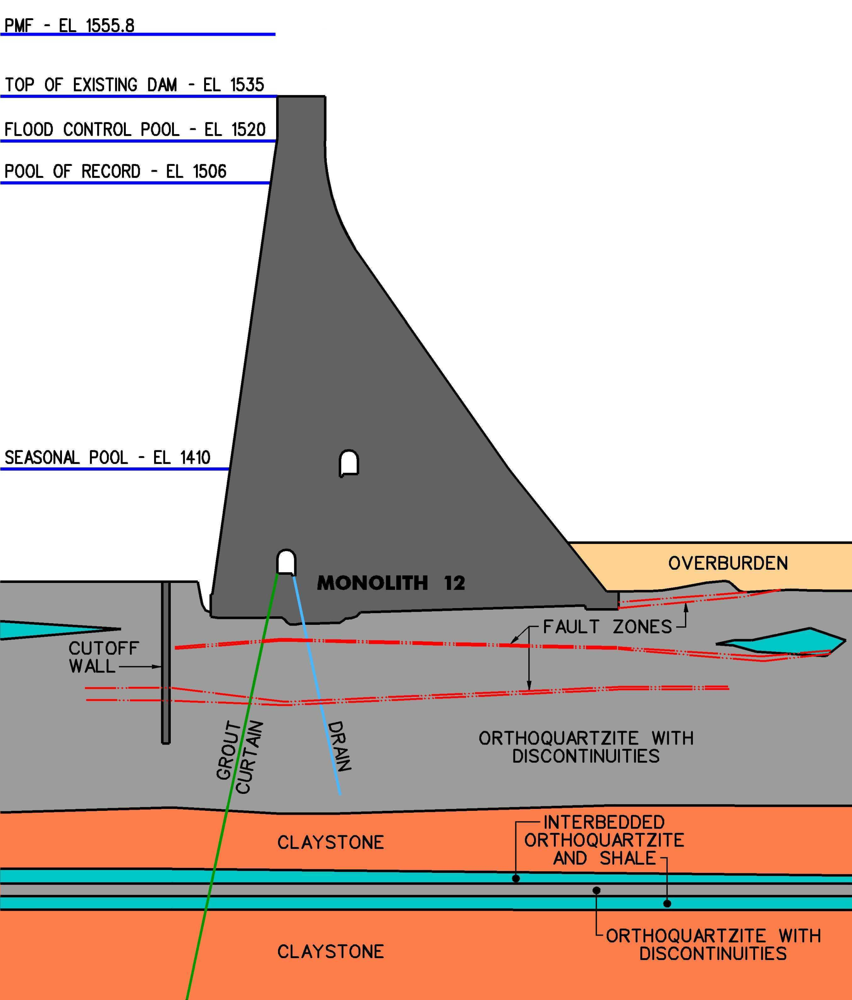 PMF - EL 1555.8
TOP OF EXISTING DAM - EL 1535
FLOOD CONTROL POOL - EL 1520
POOL OF RECORD - EL 1506
SEASONAL POOL - EL 1410
OVERBURDEN
MONOLITH 12
FAULT ZONES
CUTOFF
WALL
GROUT
CURTAIN
DRAIN
ORTHOQUARTZITE WITH
DISCONTINUITIES
INTERBEDDED
ORTHOQUARTZITE
AND SHALE
CLAYSTONE
ORTHOQUARTZITE WITH
DISCONTINUITIES
CLAYSTONE